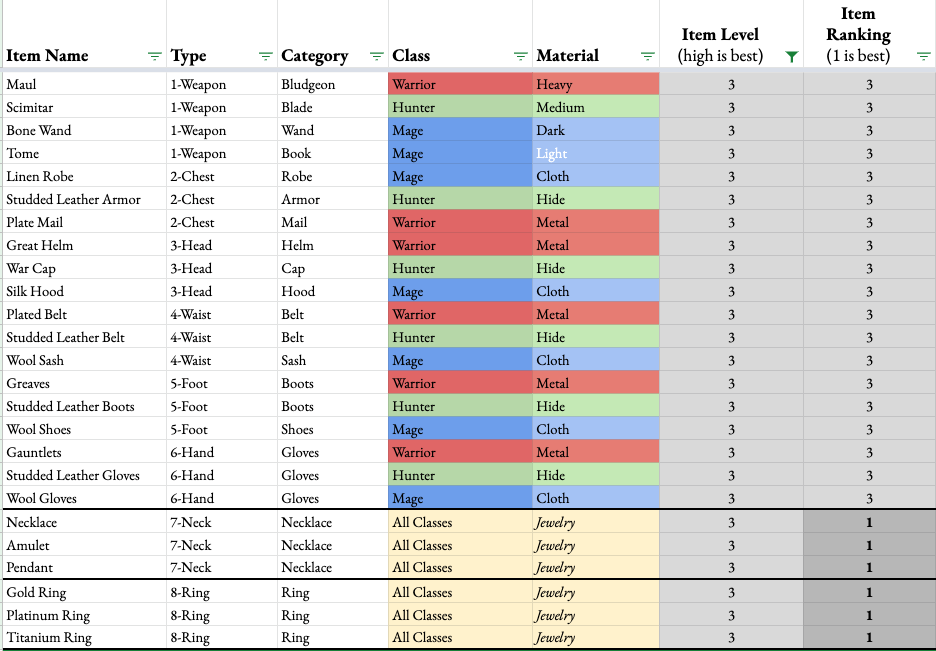 Item Name Type Category Class Material Item Level (high is best) Item Ranking (1 is best)
Maul 1-Weapon Bludgeon Warrior Heavy 3 3
Scimitar 1-Weapon Blade Hunter Medium 3 3
Bone Wand 1-Weapon Wand Mage Dark 3 3
Tome 1-Weapon Book Mage Light 3 3
Linen Robe 2-Chest Robe Mage Cloth 3 3
Studded Leather Armor 2-Chest Armor Hunter Hide 3 3
Plate Mail 2-Chest Mail Warrior Metal 3 3
Great Helm 3-Head Helm Warrior Metal 3 3
War Cap 3-Head Cap Hunter Hide 3 3
Silk Hood 3-Head Hood Mage Cloth 3 3
Plated Belt 4-Waist Belt Warrior Metal 3 3
Studded Leather Belt 4-Waist Belt Hunter Hide 3 3
Wool Sash 4-Waist Sash Mage Cloth 3 3
Greaves 5-Foot Boots Warrior Metal 3 3
Studded Leather Boots 5-Foot Boots Hunter Hide 3 3
Wool Shoes 5-Foot Shoes Mage Cloth 3 3
Gauntlets 6-Hand Gloves Warrior Metal 3 3
Studded Leather Gloves 6-Hand Gloves Hunter Hide 3 3
Wool Gloves 6-Hand Gloves Mage Cloth 3 3
Necklace 7-Neck Necklace All Classes Jewelry 3 1
Amulet 7-Neck Necklace All Classes Jewelry 3 1
Pendant 7-Neck Necklace All Classes Jewelry 3 1
Gold Ring 8-Ring Ring All Classes Jewelry 3 1
Platinum Ring 8-Ring Ring All Classes Jewelry 3 1
Titanium Ring 8-Ring Ring All Classes Jewelry 3 1